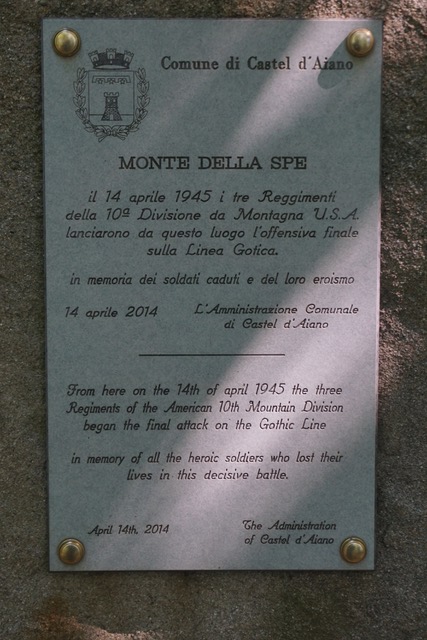 Comune di Castel d'Aiano
MONTE DELLA SPE
il 14 aprile 1945 i tre Reggimenti
della 10ª Divisione da Montagna U.S.A.
lanciarono da questo luogo l'offensiva finale
sulla Linea Gotica.
in memoria dei soldati caduti e del loro eroismo
14 aprile 2014
L'Amministrazione Comunale
di Castel d'Aiano
From here on the 14th of april 1945 the three
Regiments of the American 10th Mountain Division
began the final attack on the Gothic Line
in memory of all the heroic soldiers who lost their
lives in this decisive battle.
April 14th, 2014
The Administration
of Castel d'Aiano